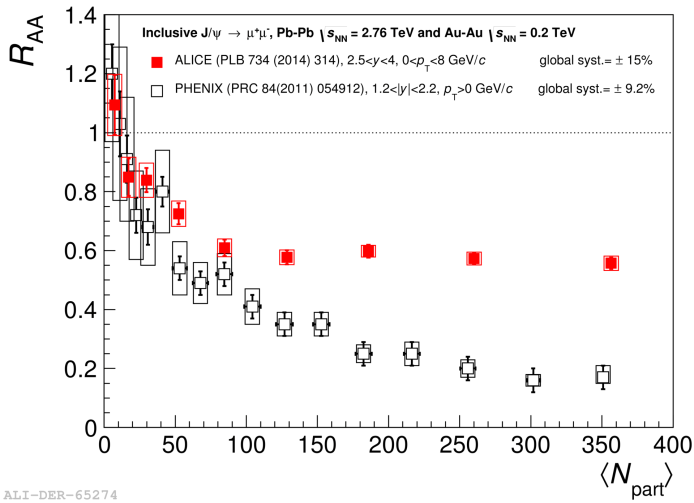 Inclusive J/ψ → μ⁺μ⁻, Pb-Pb √s_NN = 2.76 TeV and Au-Au √s_NN = 0.2 TeV
ALICE (PLB 734 (2014) 314), 2.5<y<4, 0<p_T<8 GeV/c global syst.= ± 15%
PHENIX (PRC 84(2011) 054912), 1.2<|y|<2.2, p_T>0 GeV/c global syst.= ± 9.2%
R_AA
1.4
1.2
1
0.8
0.6
0.4
0.2
0
0 50 100 150 200 250 300 350 400
⟨N_part⟩
ALI-DER-65274